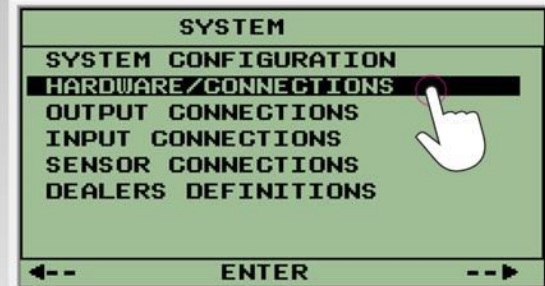 SYSTEM
SYSTEM CONFIGURATION
HARDWARE/CONNECTIONS
OUTPUT CONNECTIONS
INPUT CONNECTIONS
SENSOR CONNECTIONS
DEALERS DEFINITIONS
◄-- ENTER --►